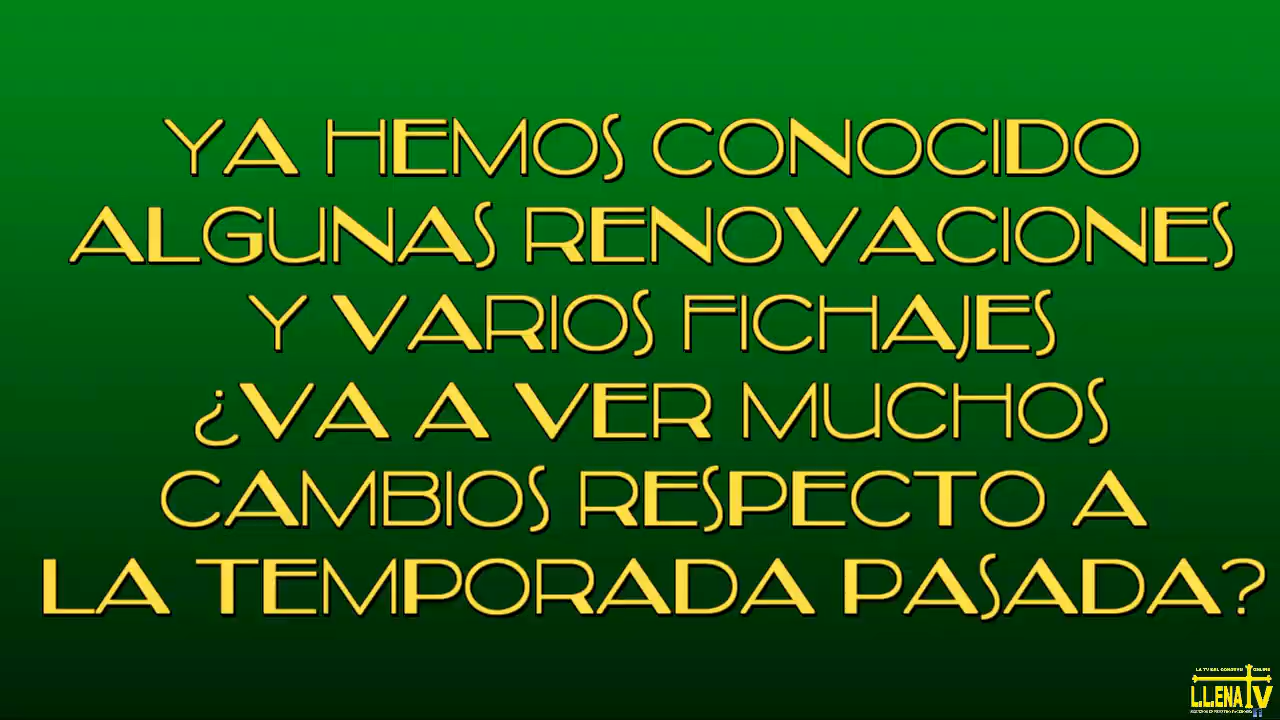 YA HEMOS CONOCIDO
ALGUNAS RENOVACIONES
Y VARIOS FICHAJES
¿VA A VER MUCHOS
CAMBIOS RESPECTO A
LA TEMPORADA PASADA?
LLENA TV